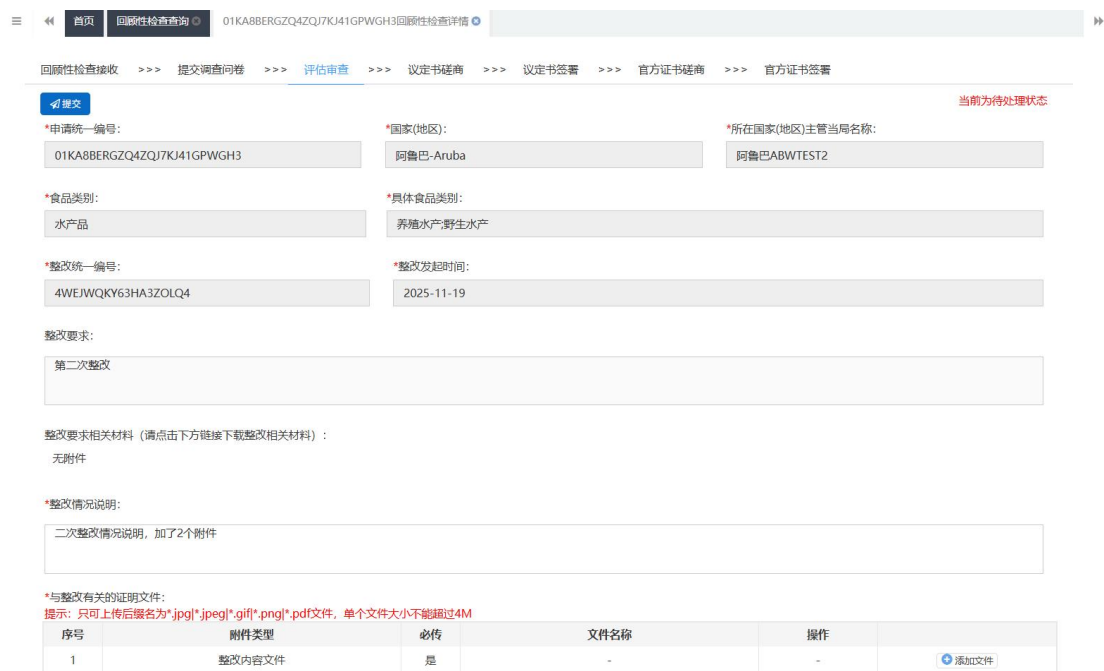 首页 回顾性检查查询 01KA8BERGZQ4ZQJ7KJ41GPWGH3回顾性检查详情
回顾性检查接收 >>> 提交调查问卷 >>> 评估审查 >>> 议定书磋商 >>> 议定书签署 >>> 官方证书磋商 >>> 官方证书签署
提交 当前为待处理状态
*申请统一编号： *国家(地区)： *所在国家(地区)主管当局名称：
01KA8BERGZQ4ZQJ7KJ41GPWGH3 阿鲁巴-Aruba 阿鲁巴ABWTEST2
*食品类别： *具体食品类别：
水产品 养殖水产;野生水产
*整改统一编号： *整改发起时间：
4WEJWQKY63HA3ZOLQ4 2025-11-19
整改要求：
第二次整改
整改要求相关材料（请点击下方链接下载整改相关材料）：
无附件
*整改情况说明：
二次整改情况说明，加了2个附件
*与整改有关的证明文件：
提示：只可上传后缀名为*.jpg|*.jpeg|*.gif|*.png|*.pdf文件，单个文件大小不能超过4M
序号 附件类型 必传 文件名称 操作
1 整改内容文件 是 - - 添加文件